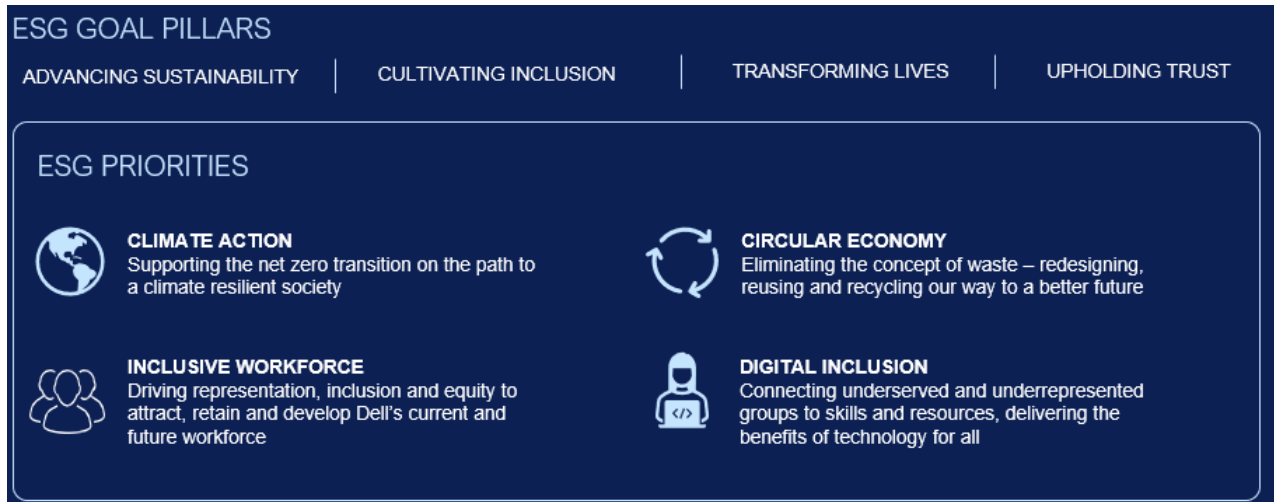 ESG GOAL PILLARS
ADVANCING SUSTAINABILITY
CULTIVATING INCLUSION
TRANSFORMING LIVES
UPHOLDING TRUST
ESG PRIORITIES
CLIMATE ACTION
Supporting the net zero transition on the path to
a climate resilient society
CIRCULAR ECONOMY
Eliminating the concept of waste – redesigning,
reusing and recycling our way to a better future
INCLUSIVE WORKFORCE
Driving representation, inclusion and equity to
attract, retain and develop Dell's current and
future workforce
DIGITAL INCLUSION
Connecting underserved and underrepresented
groups to skills and resources, delivering the
benefits of technology for all